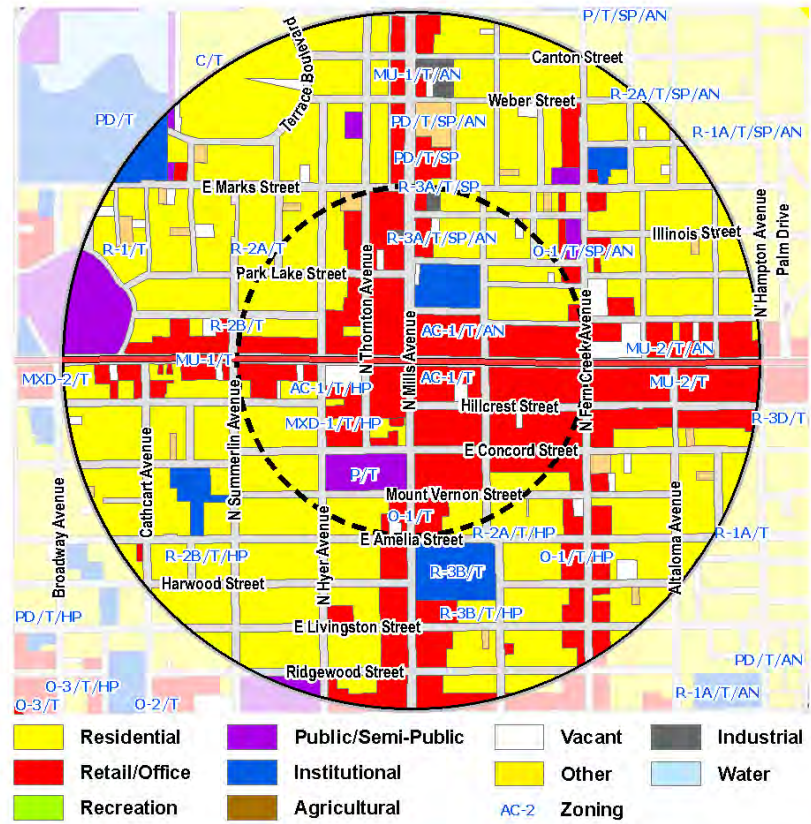 P/T/SP/AN
C/T
Terrace Boulevard
Canton Street
MU-1/T/AN
Weber Street
R-2A/T/SP/AN
PD/T
PD/T/SP/AN
R-1A/T/SP/AN
PD/T/SP
E Marks Street
R-3A/T/SP
N Hampton Avenue
Palm Drive
R-1/T
R-2A/T
R-3A/T/SP/AN
O-1/T/SP/AN
Illinois Street
Park Lake Street
N Thornton Avenue
N Mills Avenue
N Fern Creek Avenue
R-2B/T
AC-1/T/AN
MU-2/T/AN
MU-1/T
MXD-2/T
AC-1/T/HP
AC-1/T
MU-2/T
Hillcrest Street
MXD-1/T/HP
R-3D/T
N Summerlin Avenue
Cathcart Avenue
E Concord Street
P/T
Mount Vernon Street
Broadway Avenue
N Hyer Avenue
O-1/T
R-2A/T/HP
Altaloma Avenue
R-1A/T
E Amelia Street
R-2B/T/HP
O-1/T/HP
Harwood Street
R-3B/T
PD/T/HP
R-3B/T/HP
E Livingston Street
PD/T/AN
Ridgewood Street
O-3/T/HP
R-1A/T/AN
O-3/T
O-2/T
Residential
Public/Semi-Public
Vacant
Industrial
Retail/Office
Institutional
Other
Water
Recreation
Agricultural
AC-2
Zoning